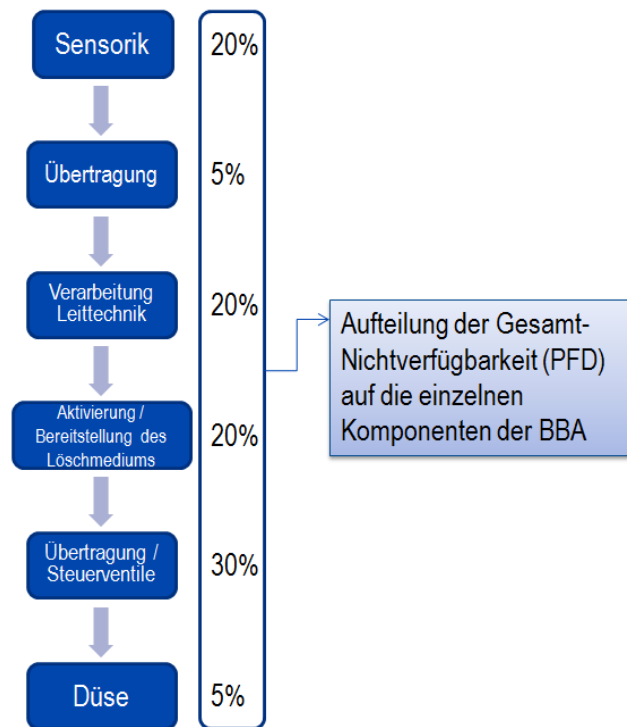 Sensorik
20%
Übertragung
5%
Verarbeitung
Leittechnik
20%
Aktivierung /
Bereitstellung des
Löschmediums
20%
Übertragung /
Steuerventile
30%
Düse
5%
Aufteilung der Gesamt-
Nichtverfügbarkeit (PFD)
auf die einzelnen
Komponenten der BBA